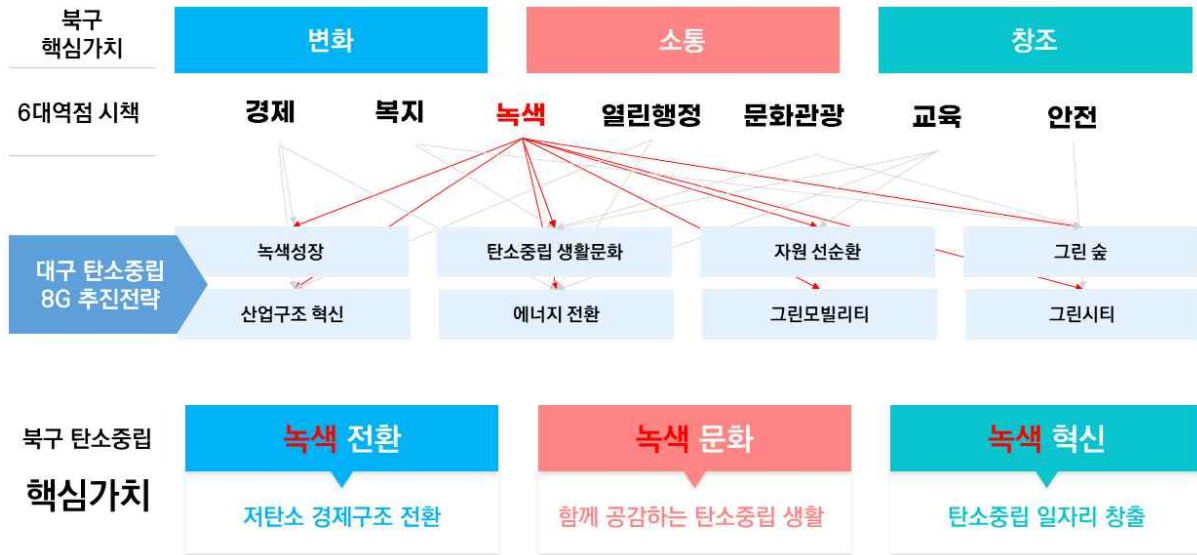 북구
핵심가치
변화
소통
창조
6대역점 시책
경제
복지
녹색
열린행정
문화관광
교육
안전
대구 탄소중립
8G 추진전략
녹색성장
탄소중립 생활문화
자원 선순환
그린 숲
산업구조 혁신
에너지 전환
그린모빌리티
그린시티
북구 탄소중립
핵심가치
녹색 전환
녹색 문화
녹색 혁신
저탄소 경제구조 전환
함께 공감하는 탄소중립 생활
탄소중립 일자리 창출